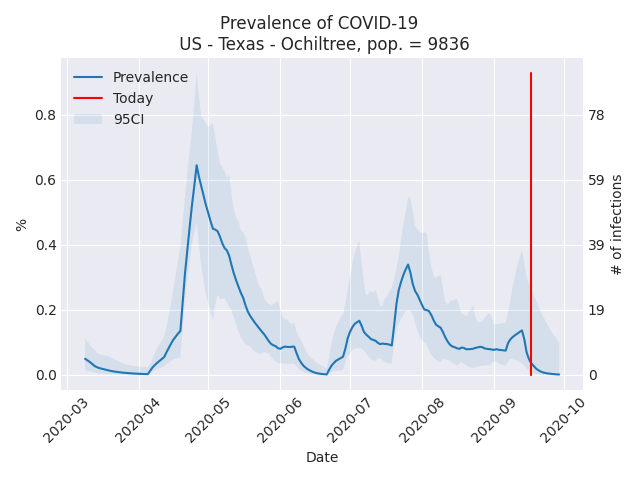 Prevalence of COVID-19
US - Texas - Ochiltree, pop. = 9836
Prevalence
Today
95CI
0.8
0.6
0.4
0.2
0.0
%
78
59
39
19
0
# of infections
2020-03
2020-04
2020-05
2020-06
2020-07
2020-08
2020-09
2020-10
Date